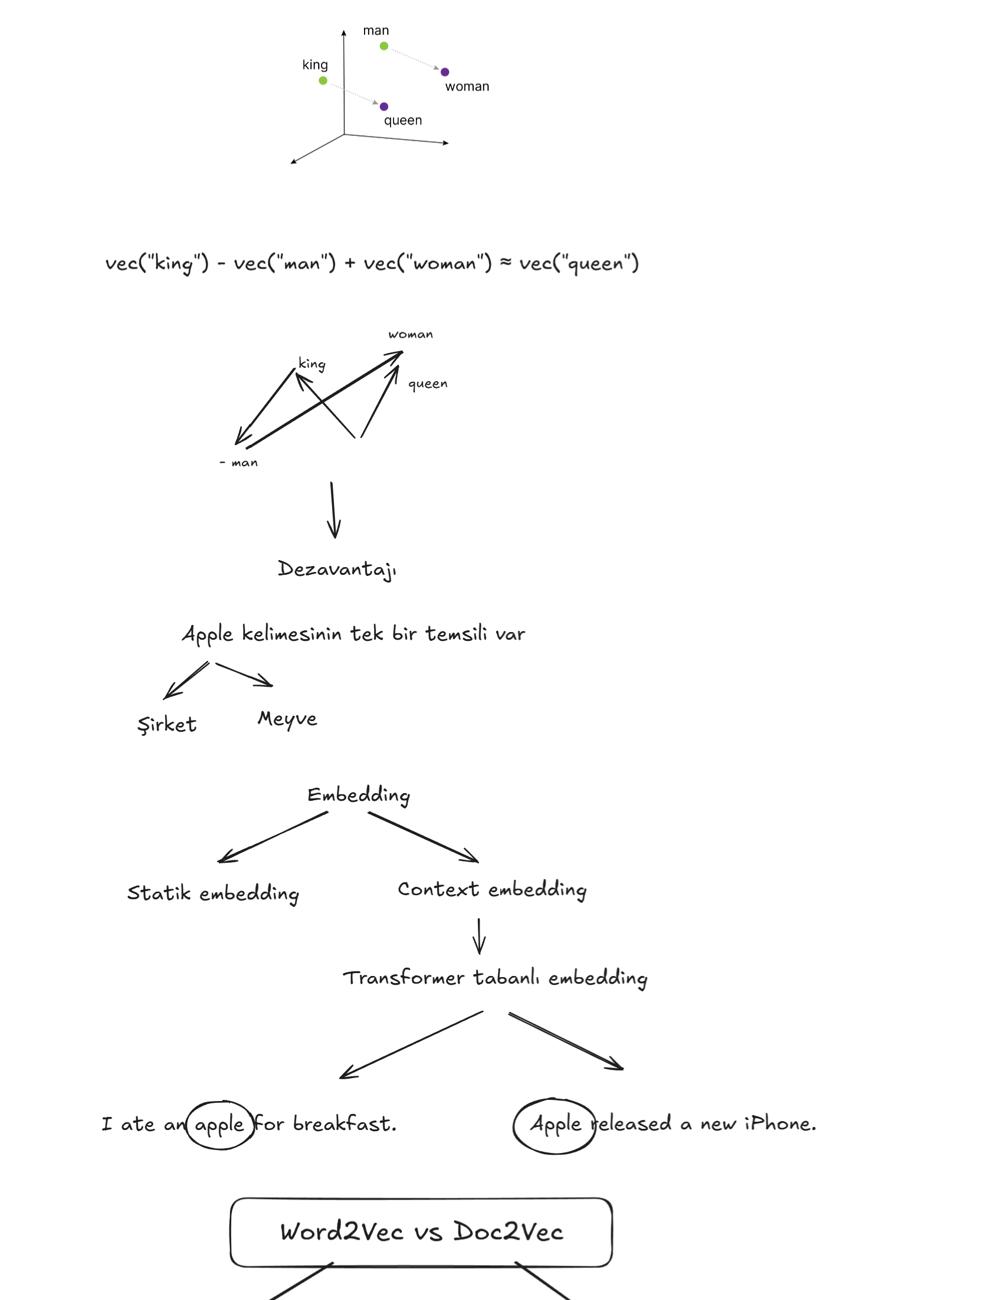 man
king
woman
queen
vec("king") - vec("man") + vec("woman") ≈ vec("queen")
woman
king
queen
- man
Dezavantajı
Apple kelimesinin tek bir temsili var
Şirket
Meyve
Embedding
Statik embedding
Context embedding
Transformer tabanlı embedding
I ate an apple for breakfast.
Apple released a new iPhone.
Word2Vec vs Doc2Vec